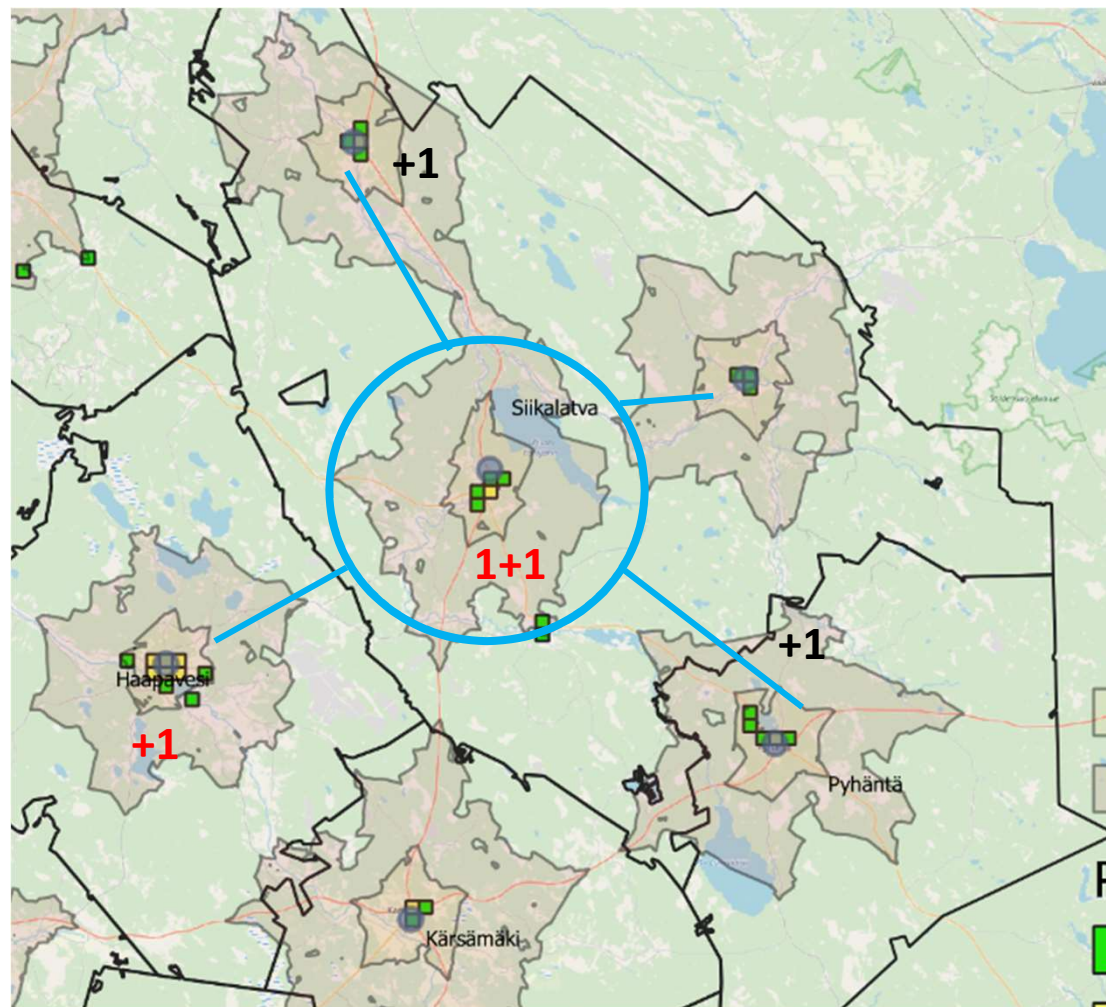 +1
Siikalatva
1+1
+1
Haapavesi
+1
Pyhäntä
Kärsämäki
P